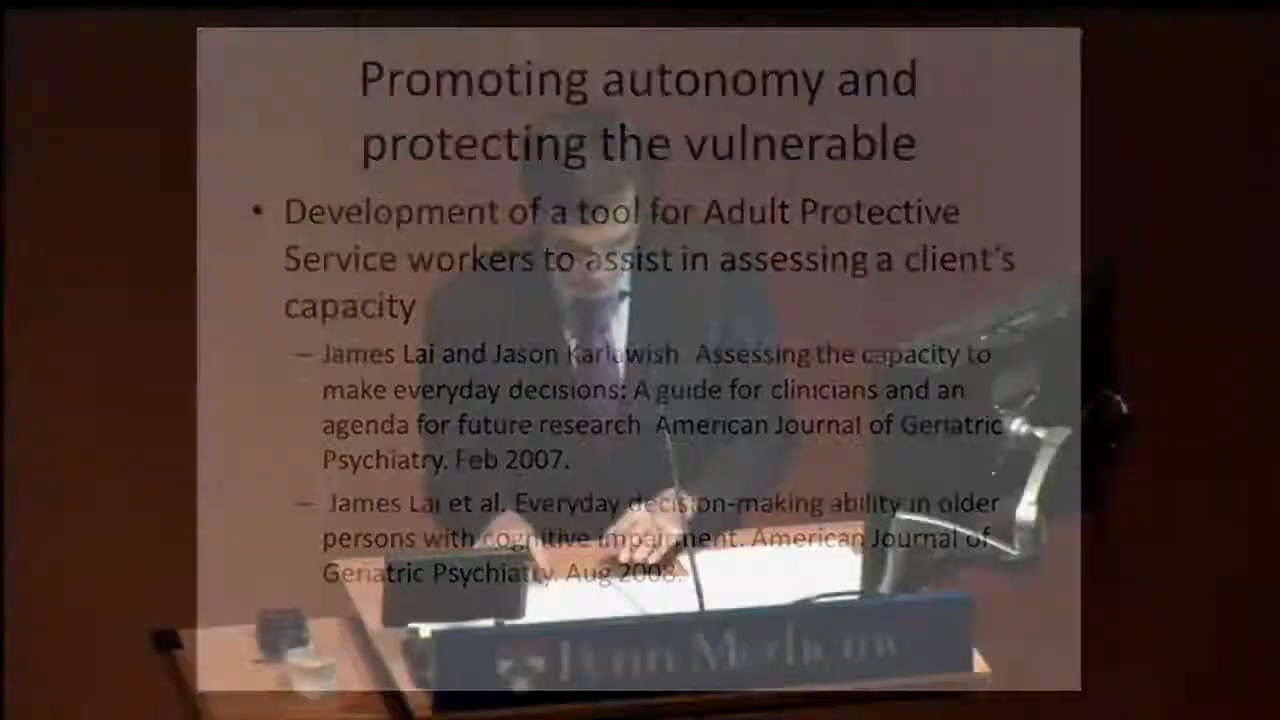 Promoting autonomy and
protecting the vulnerable
• Development of a tool for Adult Protective
Service workers to assist in assessing a client's
capacity
– James Lai and Jason Karlawish. Assessing the capacity to
make everyday decisions: A guide for clinicians and an
agenda for future research. American Journal of Geriatric
Psychiatry. Feb 2007.
– James Lai et al. Everyday decision-making ability in older
persons with cognitive impairment. American Journal of
Geriatric Psychiatry. Aug 2008.
Penn Medicine